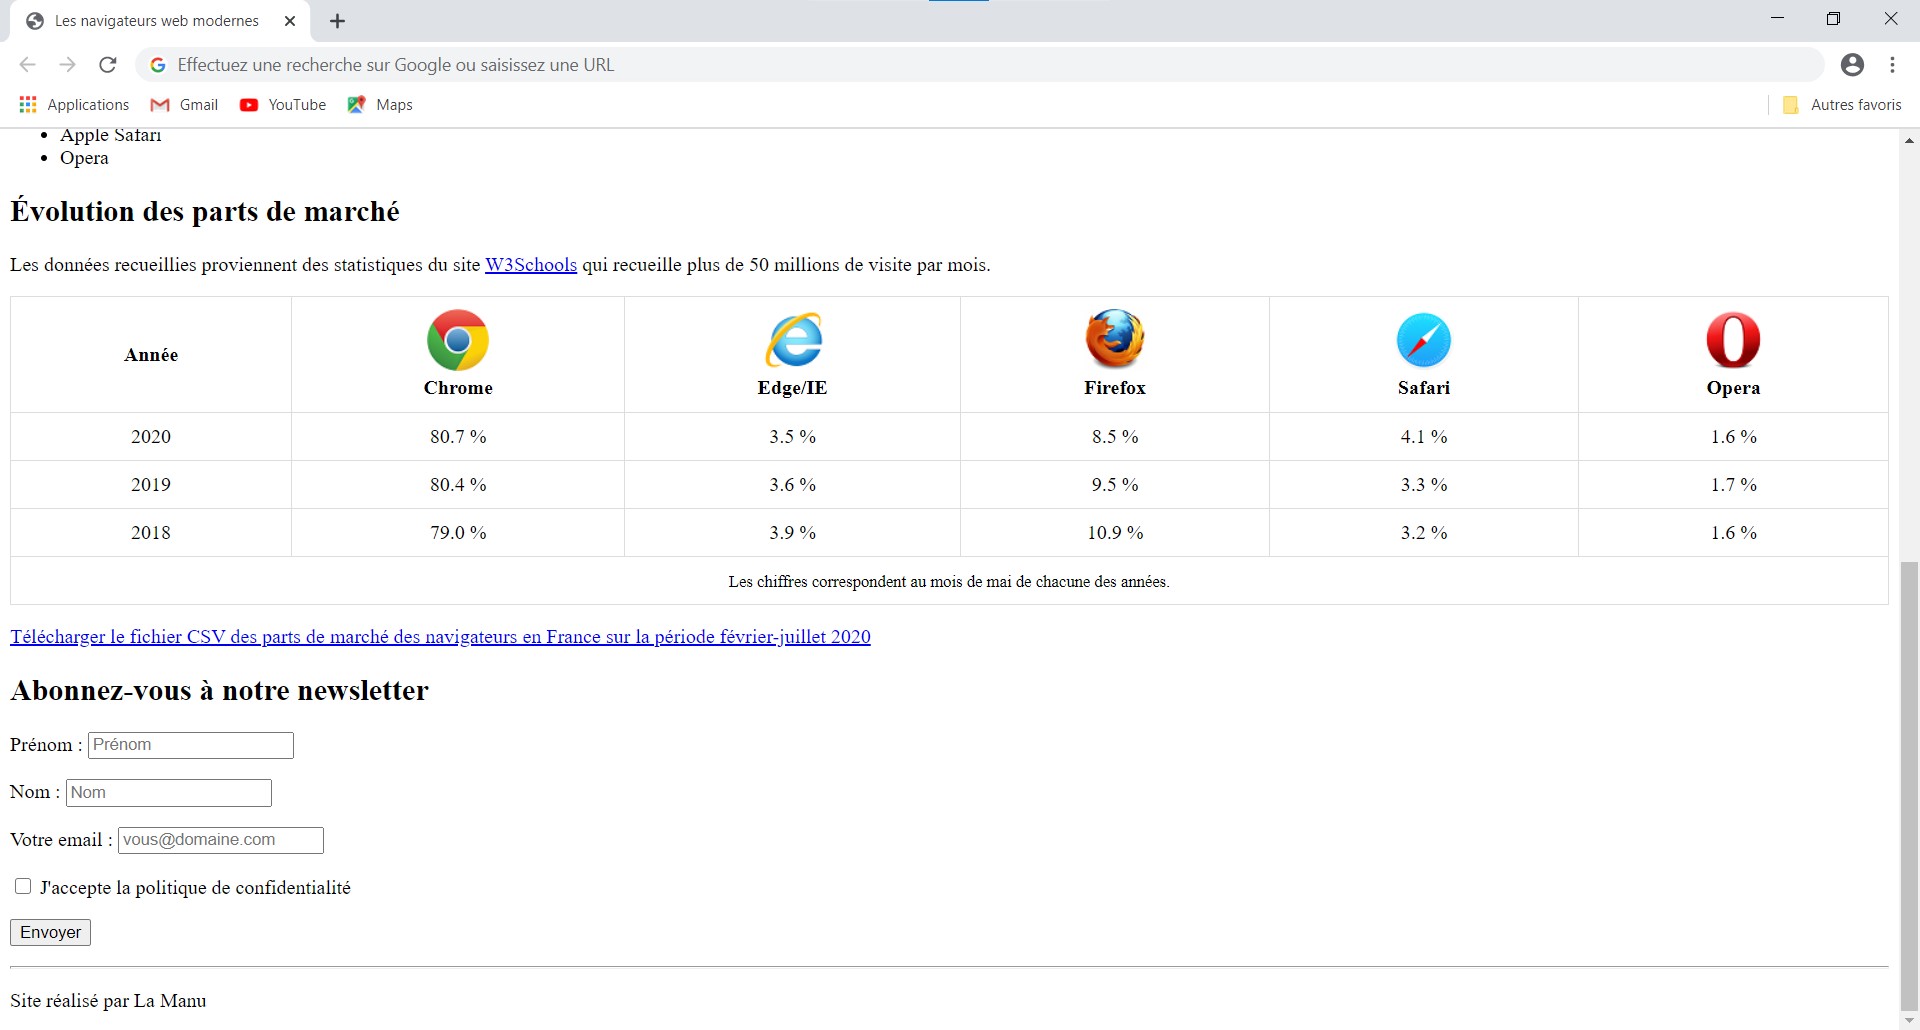 Les navigateurs web modernes
Effectuez une recherche sur Google ou saisissez une URL
Applications Gmail YouTube Maps Autres favoris
Apple Safari
Opera
Évolution des parts de marché
Les données recueillies proviennent des statistiques du site W3Schools qui recueille plus de 50 millions de visite par mois.
Année Chrome Edge/IE Firefox Safari Opera
2020 80.7 % 3.5 % 8.5 % 4.1 % 1.6 %
2019 80.4 % 3.6 % 9.5 % 3.3 % 1.7 %
2018 79.0 % 3.9 % 10.9 % 3.2 % 1.6 %
Les chiffres correspondent au mois de mai de chacune des années.
Télécharger le fichier CSV des parts de marché des navigateurs en France sur la période février-juillet 2020
Abonnez-vous à notre newsletter
Prénom : Prénom
Nom : Nom
Votre email : vous@domaine.com
J'accepte la politique de confidentialité
Envoyer
Site réalisé par La Manu